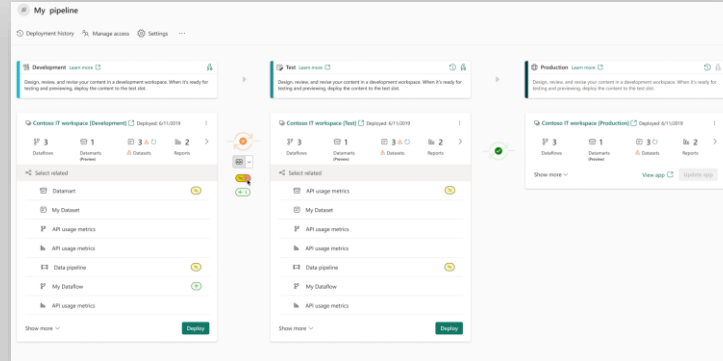 My pipeline
Deployment history Manage access Settings ...
Development Learn more
Design, review, and revise your content in a development workspace. When it's ready for
testing and previewing, deploy the content to the test slot.
Contoso IT workspace [Development] Deployed: 6/11/2019
3 1 3 2
Dataflows Datamarts (Preview) Datasets Reports
Select related
Datamart
My Dataset
API usage metrics
API usage metrics
Data pipeline
My Dataflow
API usage metrics
Show more Deploy
Test Learn more
Design, review, and revise your content in a development workspace. When it's ready for
testing and previewing, deploy the content to the test slot.
Contoso IT workspace [Test] Deployed: 6/11/2019
3 1 3 2
Dataflows Datamarts (Preview) Datasets Reports
Select related
API usage metrics
My Dataset
API usage metrics
API usage metrics
Data pipeline
My Dataflow
API usage metrics
Show more Deploy
Production Learn more
Design, review, and revise your content in a development workspace. When it's ready for
testing and previewing, deploy the content to the test slot.
Contoso IT workspace [Production] Deployed: 6/11/2019
3 1 3 2
Dataflows Datamarts (Preview) Datasets Reports
Show more View app Update app